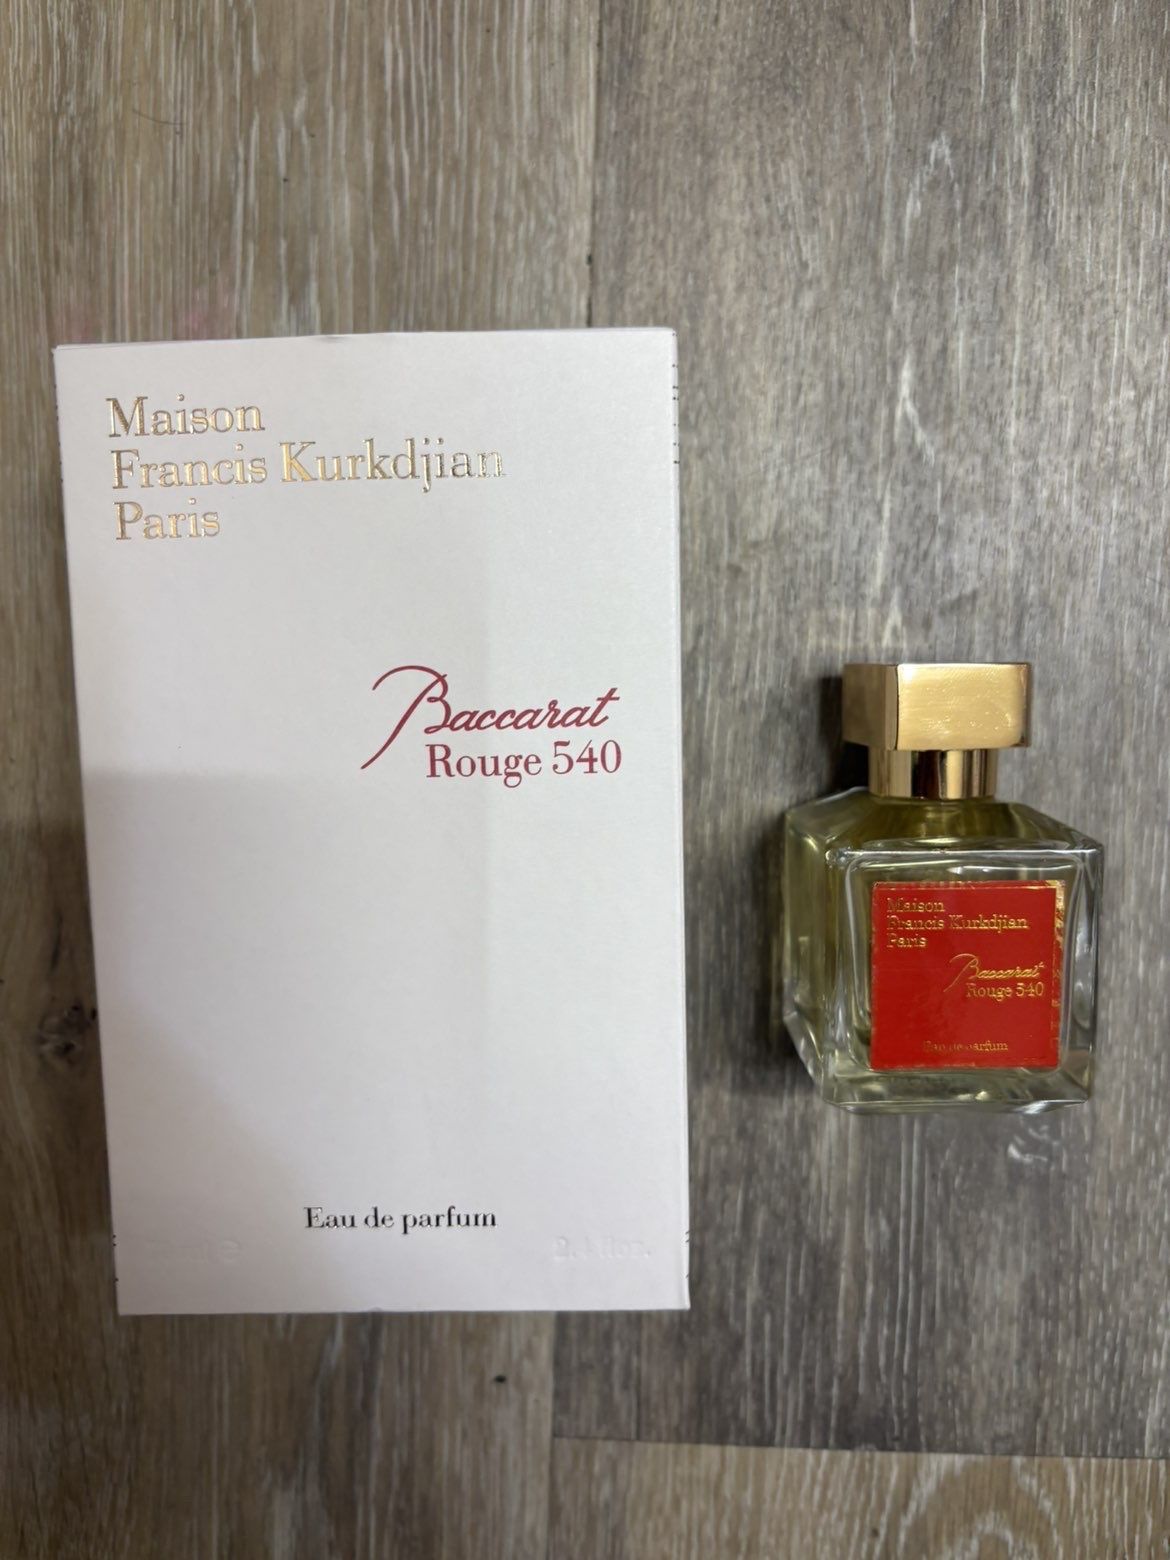 Maison
Francis Kurkdjian
Paris
Baccarat
Rouge 540
Eau de parfum
Maison
Francis Kurkdjian
Paris
Baccarat
Rouge 540
Eau de parfum